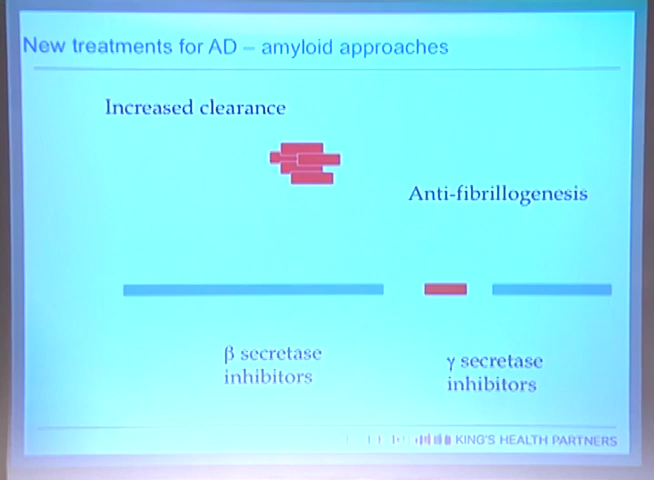 New treatments for AD – amyloid approaches
Increased clearance
Anti-fibrillogenesis
β secretase
inhibitors
γ secretase
inhibitors
KING'S HEALTH PARTNERS